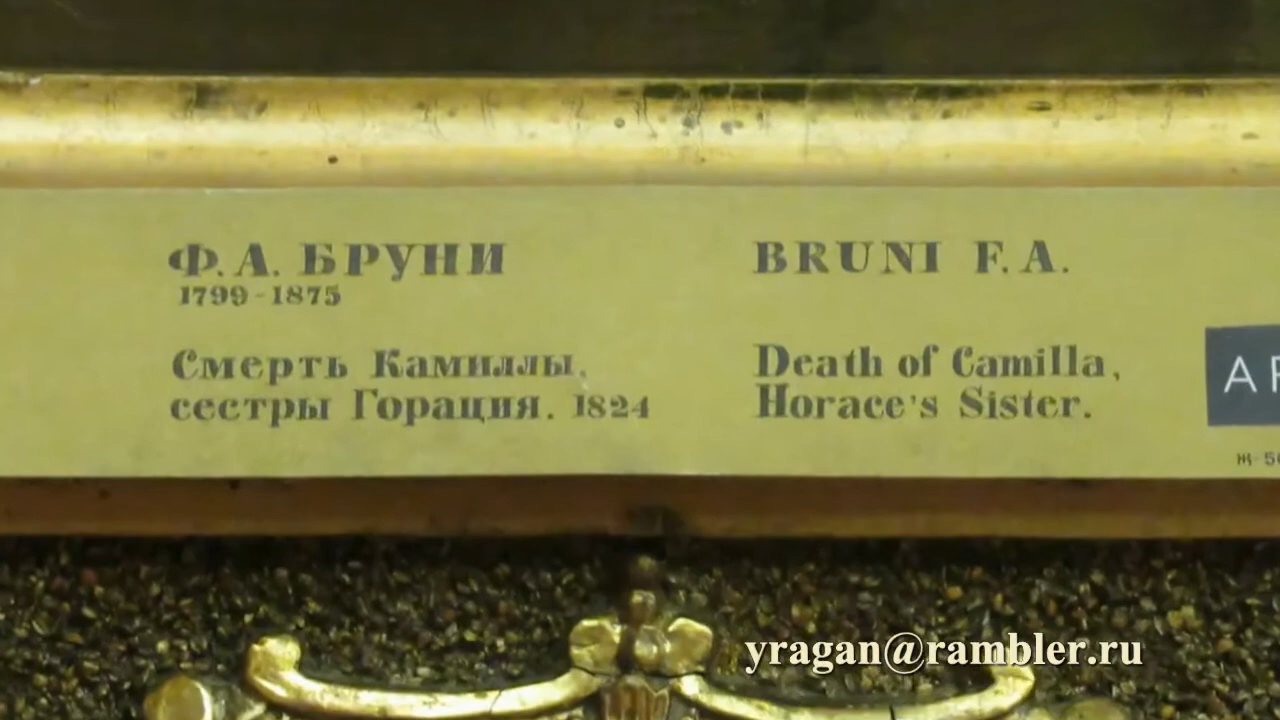 Ф. А. БРУНИ
1799-1875
Смерть Камиллы,
сестры Горация. 1824
BRUNI F. A.
Death of Camilla,
Horace's Sister.
yragan@rambler.ru